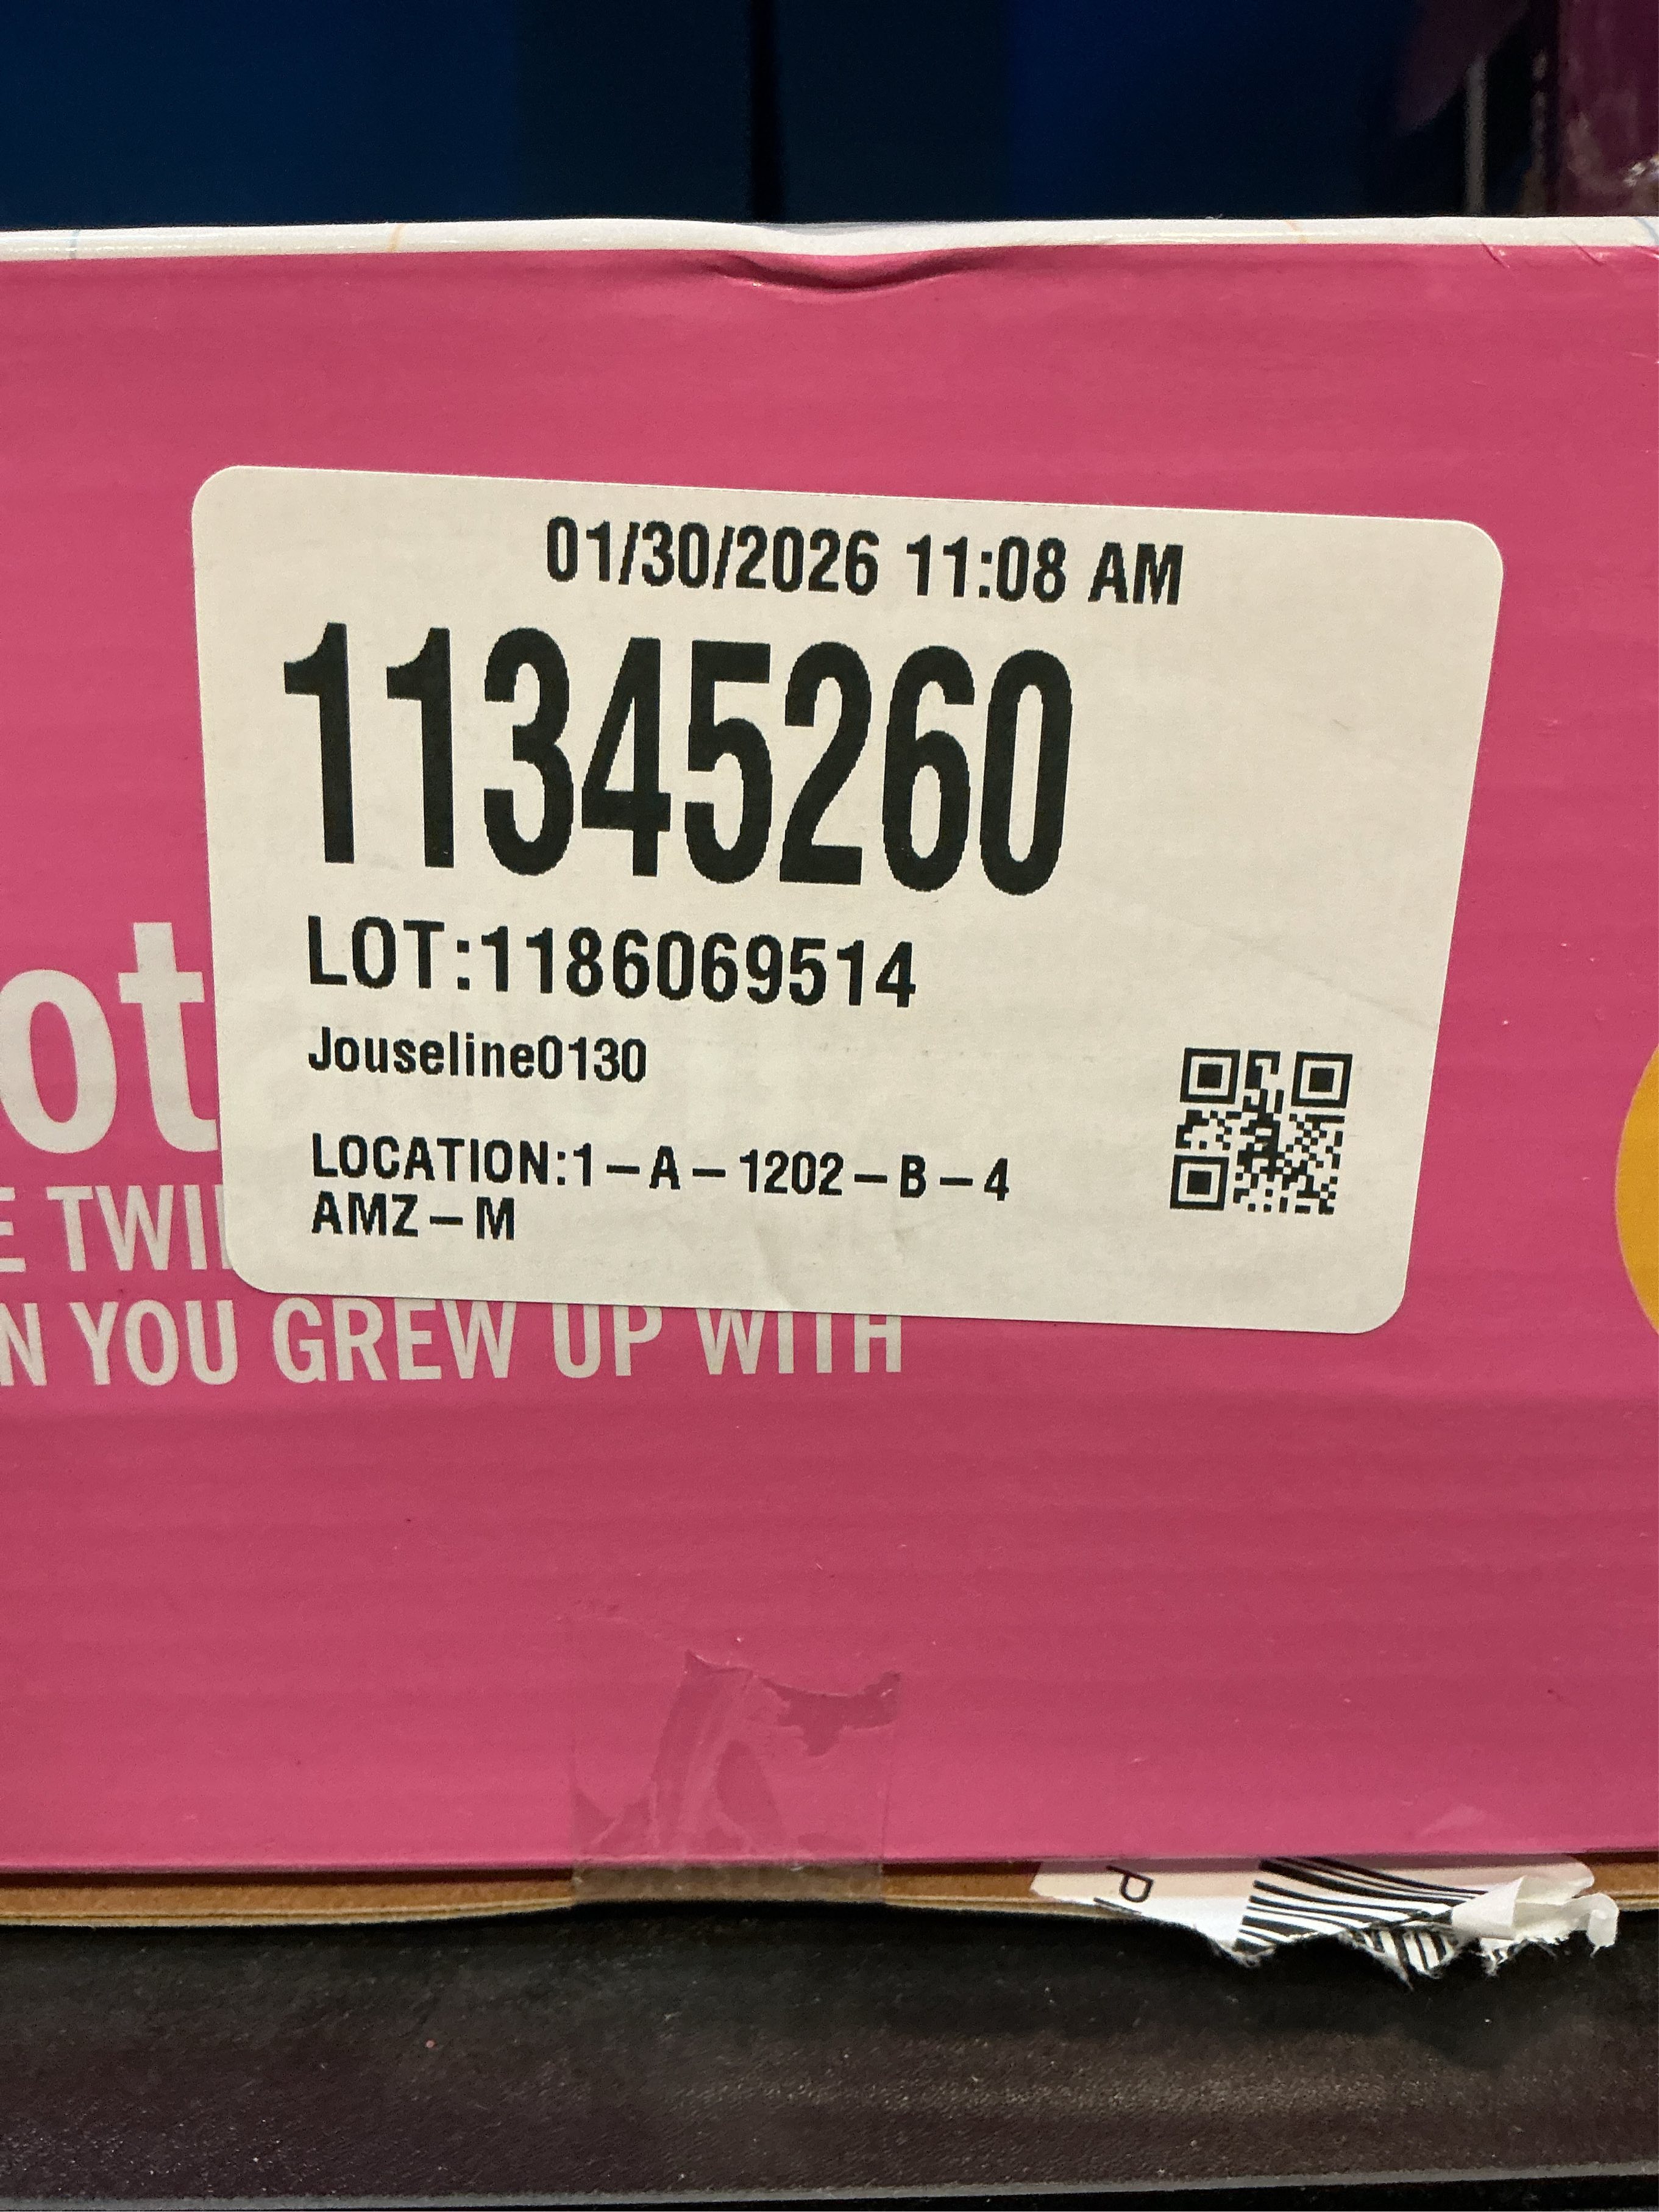 01/30/2026 11:08 AM
11345260
LOT:1186069514
Jouseline0130
LOCATION:1-A-1202-B-4
AMZ-M
ot
E TWI
N YOU GREW UP WITH
P